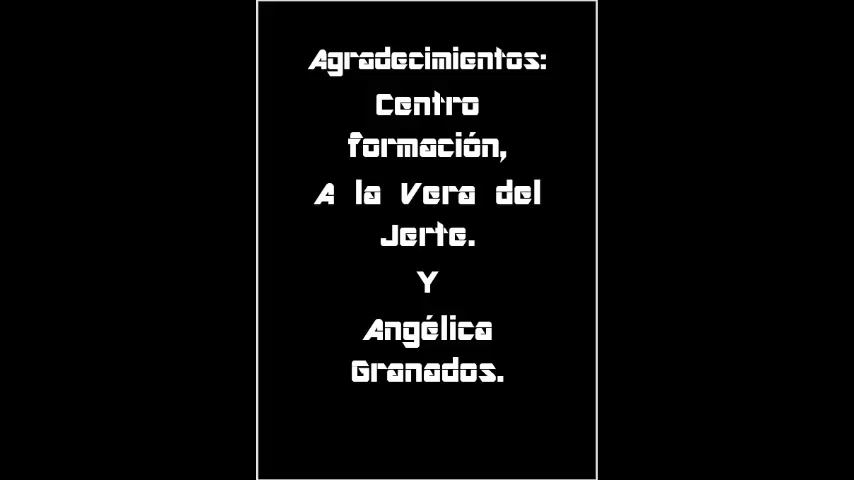 Agradecimientos:
Centro
formación,
A la Vera del
Jerte.
Y
Angélica
Granados.